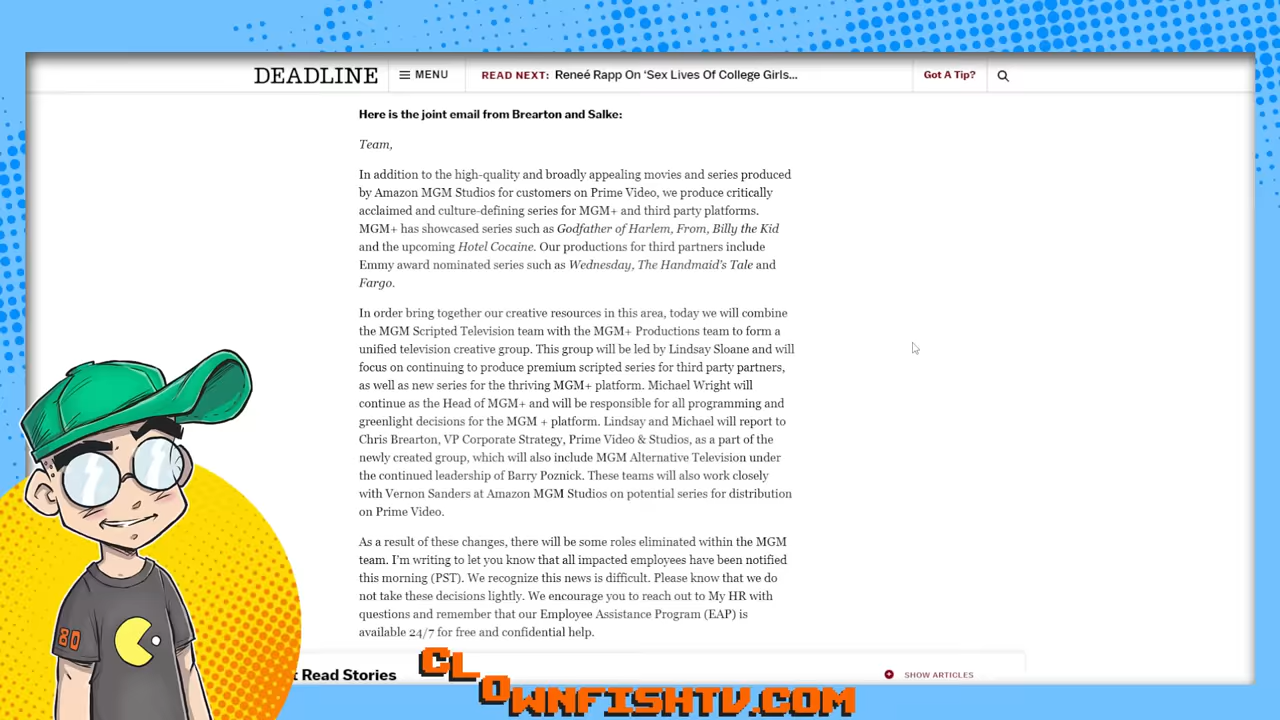 DEADLINE
MENU
READ NEXT: Reneé Rapp On ‘Sex Lives Of College Girls...
Got A Tip?
Here is the joint email from Brearton and Salke:
Team,
In addition to the high-quality and broadly appealing movies and series produced
by Amazon MGM Studios for customers on Prime Video, we produce critically
acclaimed and culture-defining series for MGM+ and third party platforms.
MGM+ has showcased series such as Godfather of Harlem, From, Billy the Kid
and the upcoming Hotel Cocaine. Our productions for third partners include
Emmy award nominated series such as Wednesday, The Handmaid’s Tale and
Fargo.
In order bring together our creative resources in this area, today we will combine
the MGM Scripted Television team with the MGM+ Productions team to form a
unified television creative group. This group will be led by Lindsay Sloane and will
focus on continuing to produce premium scripted series for third party partners,
as well as new series for the thriving MGM+ platform. Michael Wright will
continue as the Head of MGM+ and will be responsible for all programming and
greenlight decisions for the MGM + platform. Lindsay and Michael will report to
Chris Brearton, VP Corporate Strategy, Prime Video & Studios, as a part of the
newly created group, which will also include MGM Alternative Television under
the continued leadership of Barry Poznick. These teams will also work closely
with Vernon Sanders at Amazon MGM Studios on potential series for distribution
on Prime Video.
As a result of these changes, there will be some roles eliminated within the MGM
team. I’m writing to let you know that all impacted employees have been notified
this morning (PST). We recognize this news is difficult. Please know that we do
not take these decisions lightly. We encourage you to reach out to My HR with
questions and remember that our Employee Assistance Program (EAP) is
available 24/7 for free and confidential help.
80
t Read Stories
SHOW ARTICLES
CLOWNFISHTV.COM